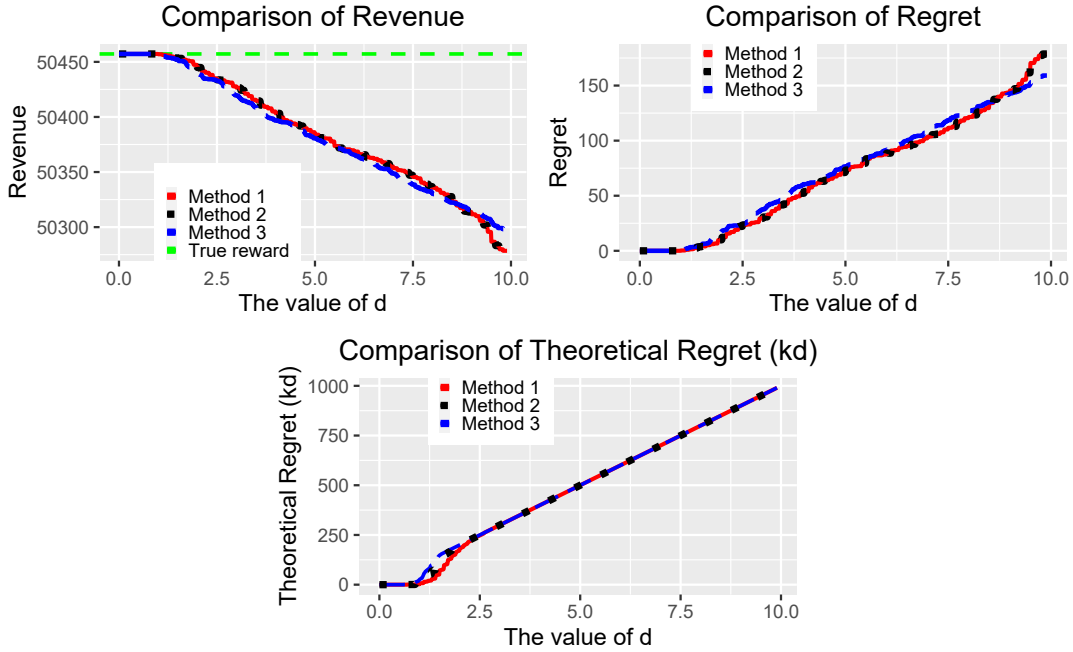 Comparison of Revenue
Revenue
50450
50400
50350
50300
Method 1
Method 2
Method 3
True reward
0.0 2.5 5.0 7.5 10.0
The value of d
Comparison of Regret
Regret
150
100
50
0
Method 1
Method 2
Method 3
0.0 2.5 5.0 7.5 10.0
The value of d
Comparison of Theoretical Regret (kd)
Theoretical Regret (kd)
1000
750
500
250
0
Method 1
Method 2
Method 3
0.0 2.5 5.0 7.5 10.0
The value of d